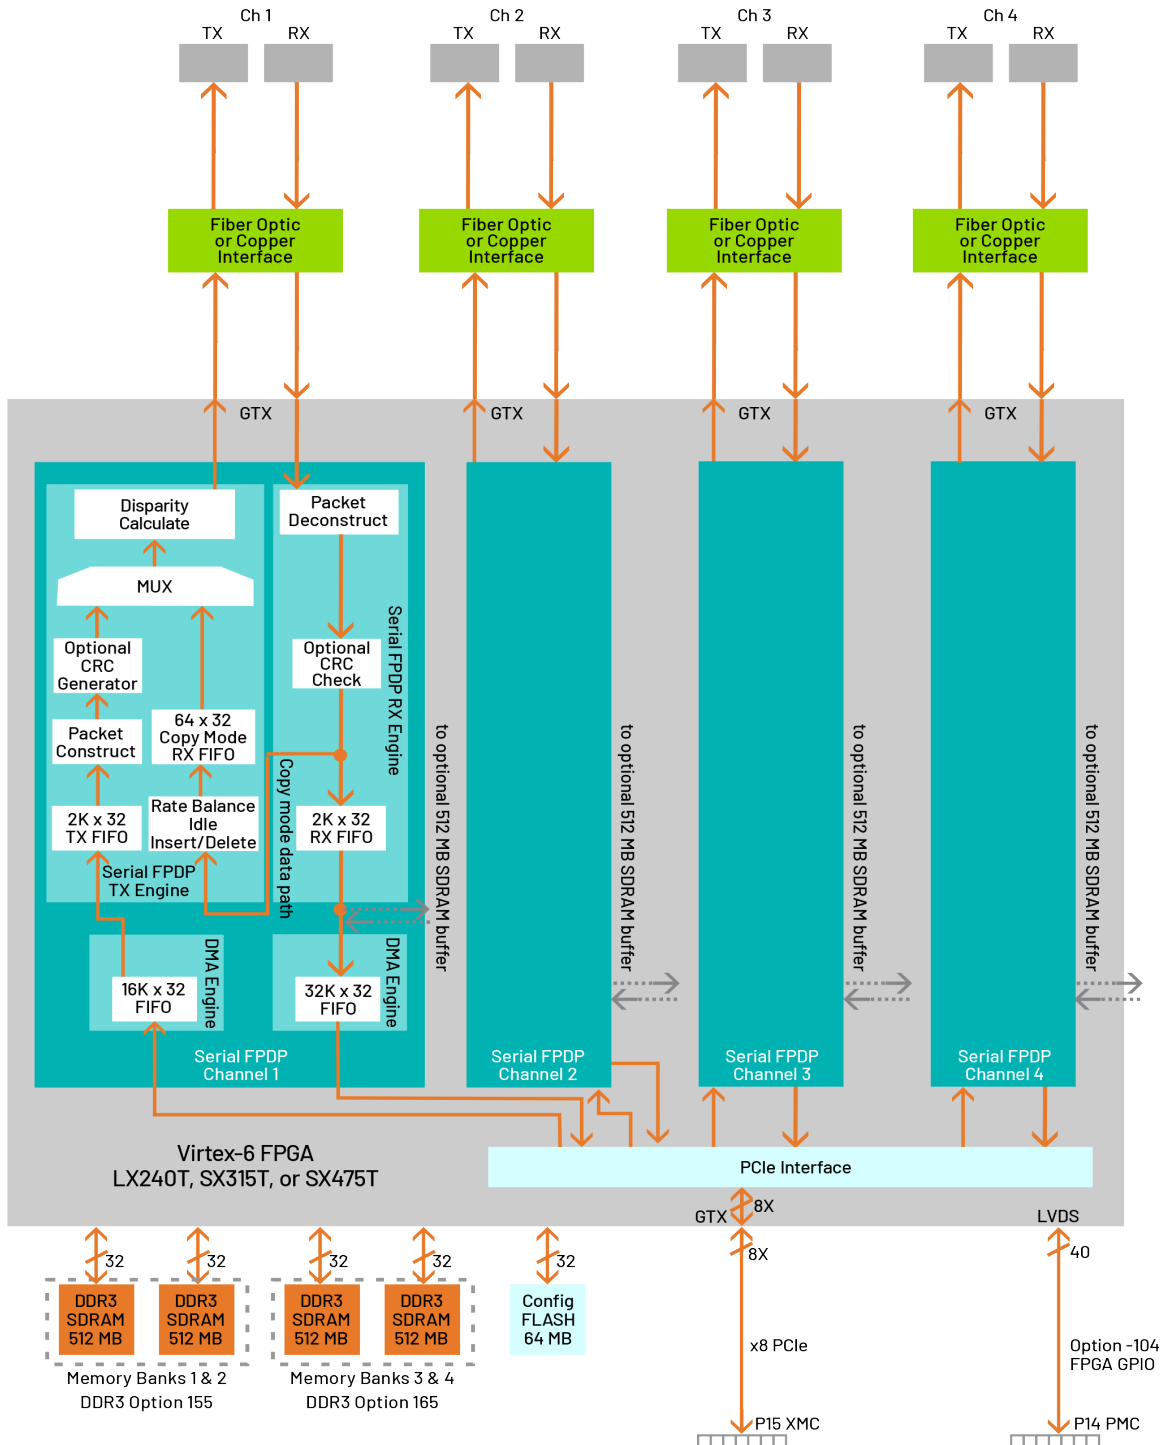 Ch 1
Ch 2
Ch 3
Ch 4
TX
RX
TX
RX
TX
RX
TX
RX
Fiber Optic
or Copper
Interface
Fiber Optic
or Copper
Interface
Fiber Optic
or Copper
Interface
Fiber Optic
or Copper
Interface
GTX
GTX
GTX
GTX
Disparity
Calculate
Packet
Deconstruct
MUX
Optional
CRC
Generator
Optional
CRC
Check
Serial FPDP RX Engine
Packet
Construct
64 x 32
Copy Mode
RX FIFO
2K x 32
TX FIFO
Rate Balance
Idle
Insert/Delete
Copy mode data path
2K x 32
RX FIFO
Serial FPDP
TX Engine
to optional 512 MB SDRAM buffer
to optional 512 MB SDRAM buffer
to optional 512 MB SDRAM buffer
to optional 512 MB SDRAM buffer
16K x 32
FIFO
DMA Engine
32K x 32
FIFO
DMA Engine
Serial FPDP
Channel 1
Serial FPDP
Channel 2
Serial FPDP
Channel 3
Serial FPDP
Channel 4
Virtex-6 FPGA
LX240T, SX315T, or SX475T
PCIe Interface
8X
GTX
LVDS
32
32
32
32
32
8X
40
DDR3
SDRAM
512 MB
DDR3
SDRAM
512 MB
DDR3
SDRAM
512 MB
DDR3
SDRAM
512 MB
Config
FLASH
64 MB
x8 PCIe
Option -104
FPGA GPIO
Memory Banks 1 & 2
DDR3 Option 155
Memory Banks 3 & 4
DDR3 Option 165
P15 XMC
P14 PMC